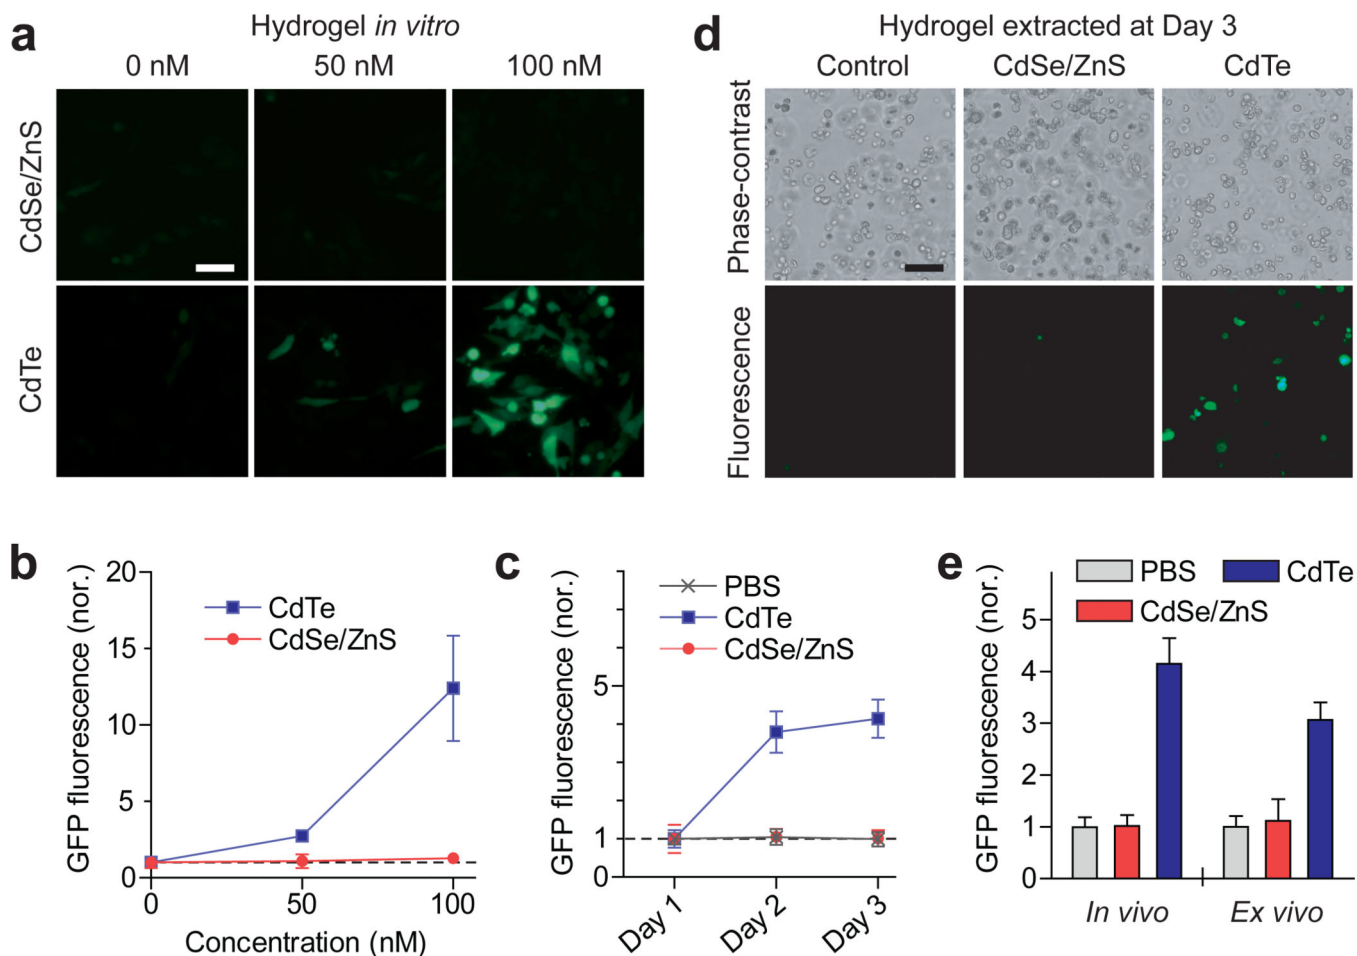 a
Hydrogel in vitro
0 nM 50 nM 100 nM
CdSe/ZnS
CdTe
d
Hydrogel extracted at Day 3
Control CdSe/ZnS CdTe
Phase-contrast
Fluorescence
b
GFP fluorescence (nor.)
20
15
10
5
0
CdTe
CdSe/ZnS
0 50 100
Concentration (nM)
c
GFP fluorescence (nor.)
5
1
0
PBS
CdTe
CdSe/ZnS
Day 1 Day 2 Day 3
e
GFP fluorescence (nor.)
5
4
3
2
1
0
PBS CdTe
CdSe/ZnS
In vivo Ex vivo